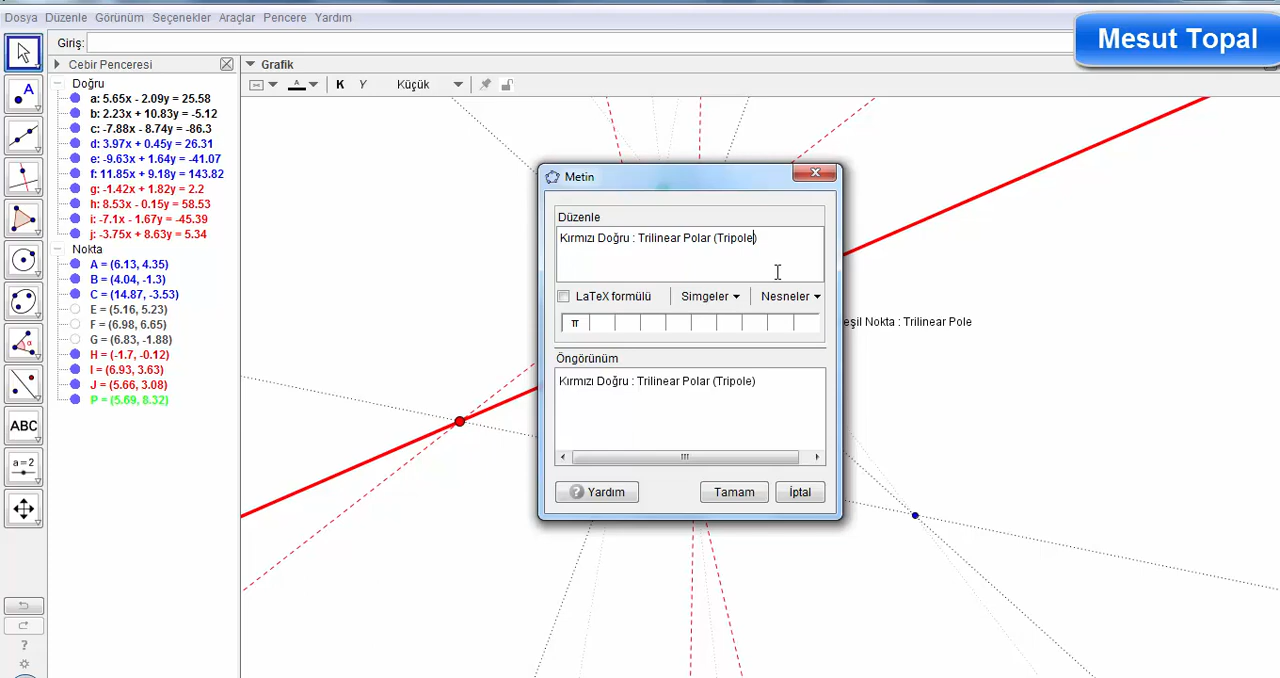 Dosya Düzenle Görünüm Seçenekler Araçlar Pencere Yardım
Mesut Topal
Giriş:
Cebir Penceresi
Grafik
K Y Küçük
Doğru
a: 5.65x - 2.09y = 25.58
b: 2.23x + 10.83y = -5.12
c: -7.88x - 8.74y = -86.3
d: 3.97x + 0.45y = 26.31
e: -9.63x + 1.64y = -41.07
f: 11.85x + 9.18y = 143.82
g: -1.42x + 1.82y = 2.2
h: 8.53x - 0.15y = 58.53
i: -7.1x - 1.67y = -45.39
j: -3.75x + 8.63y = 5.34
Nokta
A = (6.13, 4.35)
B = (4.04, -1.3)
C = (14.87, -3.53)
E = (5.16, 5.23)
F = (6.98, 6.65)
G = (6.83, -1.88)
H = (-1.7, -0.12)
I = (6.93, 3.63)
J = (5.66, 3.08)
P = (5.69, 8.32)
A
ABC
a=2
Metin
Düzenle
Kırmızı Doğru : Trilinear Polar (Tripole)
LaTeX formülü Simgeler Nesneler
π
Öngörünüm
Kırmızı Doğru : Trilinear Polar (Tripole)
Yardım Tamam İptal
eşil Nokta : Trilinear Pole